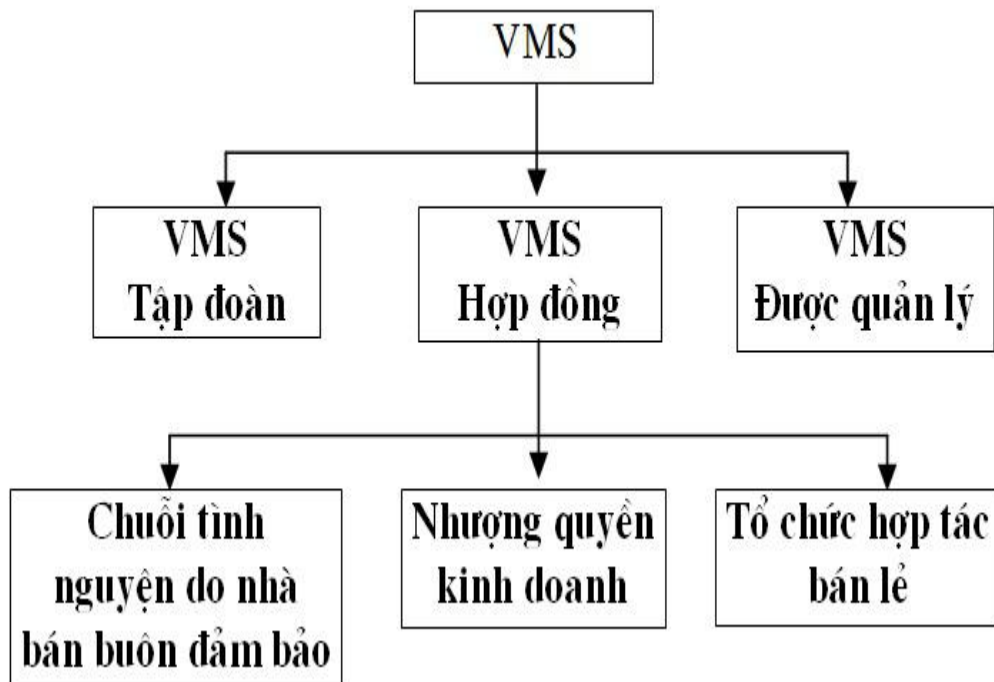 VMS
VMS
Tập đoàn
VMS
Hợp đồng
VMS
Được quản lý
Chuỗi tình
nguyện do nhà
bán buôn đảm bảo
Nhượng quyền
kinh doanh
Tổ chức hợp tác
bán lẻ